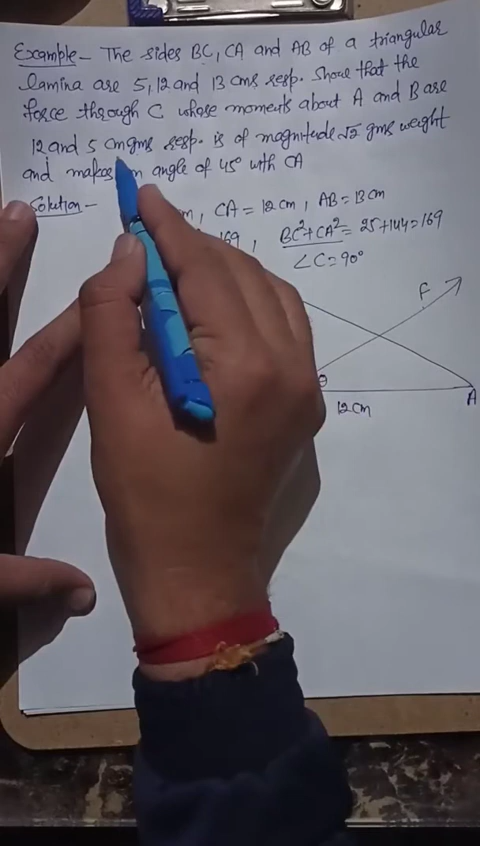 Example - The sides BC, CA and AB of a triangular
lamina are 5, 12 and 13 cms resp. Show that the
force through C whose moments about A and B are
12 and 5 cm gms resp. is of magnitude √2 gms weight
and makes an angle of 45° with CA
Solution - cm, CA = 12 cm, AB = 13 cm
169, BC²+CA² = 25+144=169
∠C = 90°
F
θ
A
12 cm